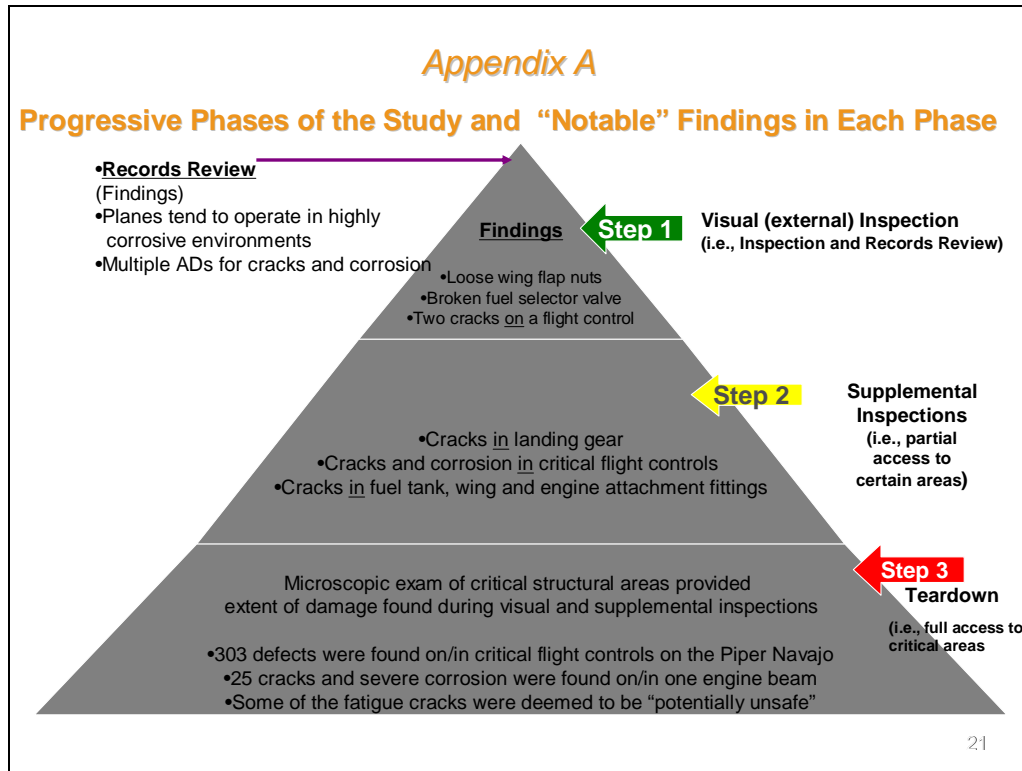 Appendix A
Progressive Phases of the Study and “Notable” Findings in Each Phase
•Records Review
(Findings)
•Planes tend to operate in highly
corrosive environments
•Multiple ADs for cracks and corrosion
Findings
•Loose wing flap nuts
•Broken fuel selector valve
•Two cracks on a flight control
Step 1
Visual (external) Inspection
(i.e., Inspection and Records Review)
•Cracks in landing gear
•Cracks and corrosion in critical flight controls
•Cracks in fuel tank, wing and engine attachment fittings
Step 2
Supplemental
Inspections
(i.e., partial
access to
certain areas)
Microscopic exam of critical structural areas provided
extent of damage found during visual and supplemental inspections
•303 defects were found on/in critical flight controls on the Piper Navajo
•25 cracks and severe corrosion were found on/in one engine beam
•Some of the fatigue cracks were deemed to be “potentially unsafe”
Step 3
Teardown
(i.e., full access to
critical areas
21